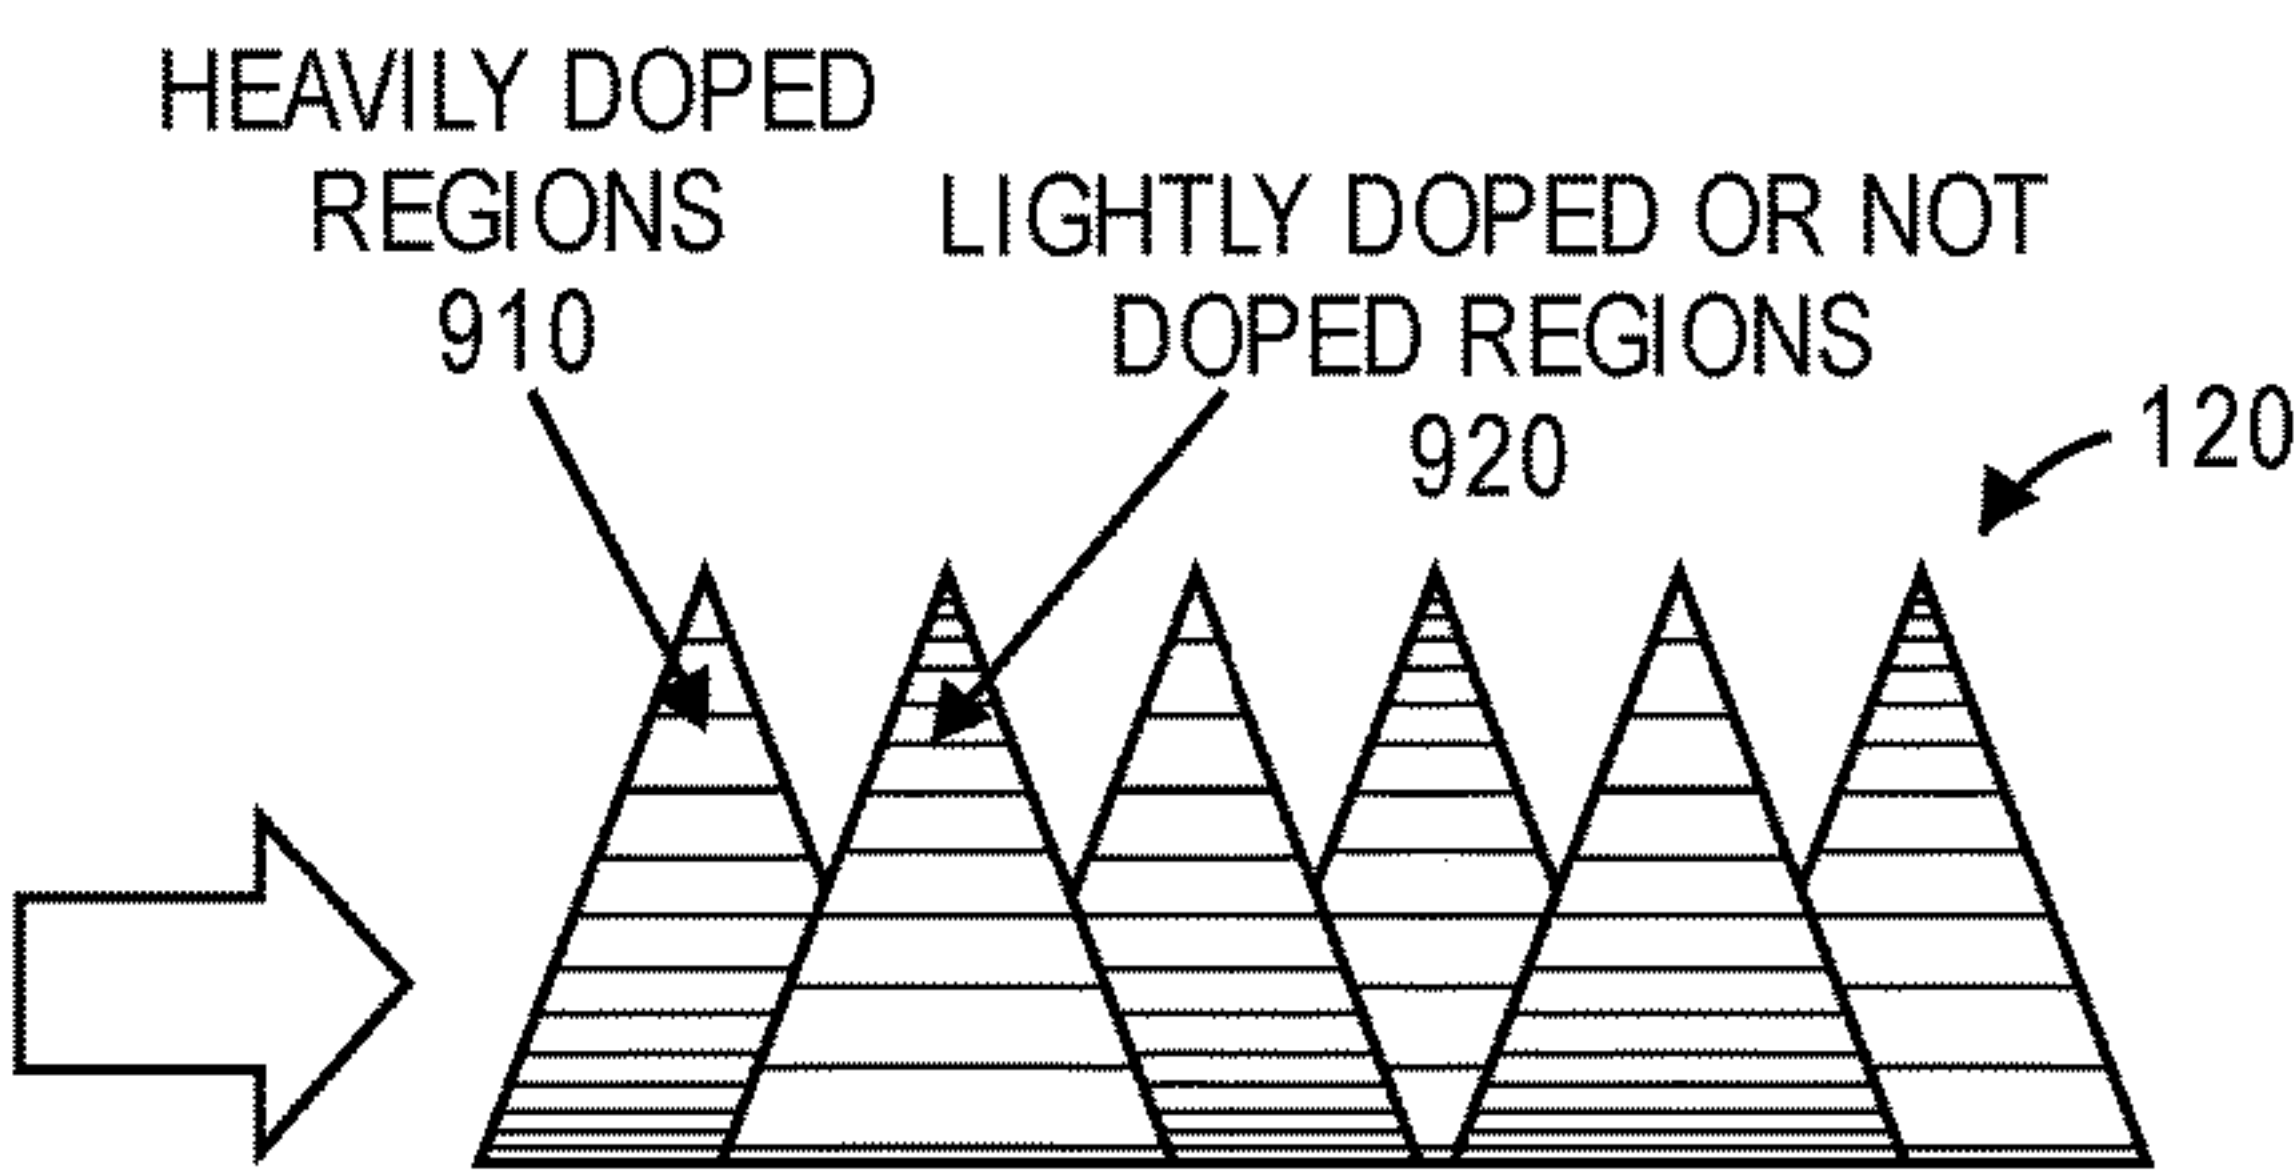 HEAVILY DOPED
REGIONS
910
LIGHTLY DOPED OR NOT
DOPED REGIONS
920
120